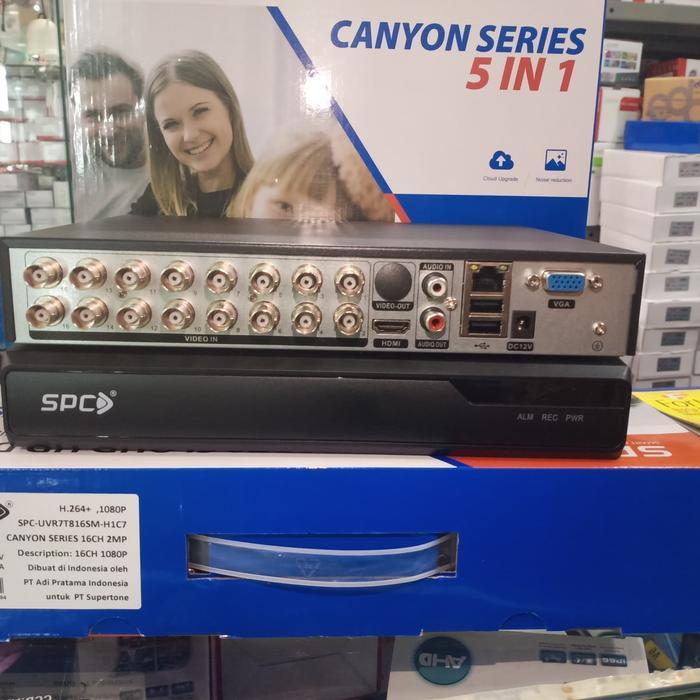 CANYON SERIES
5 IN 1
Cloud Upgrade
Noise reduction
AUDIO IN
VIDEO-OUT
VGA
VIDEO IN
HDMI
AUDIO OUT
DC12V
SPC
ALM REC PWR
H.264+ ,1080P
SPC-UVR7T816SM-H1C7
CANYON SERIES 16CH 2MP
Description: 16CH 1080P
Dibuat di Indonesia oleh
PT Adi Pratama Indonesia
untuk PT Supertone
AHD